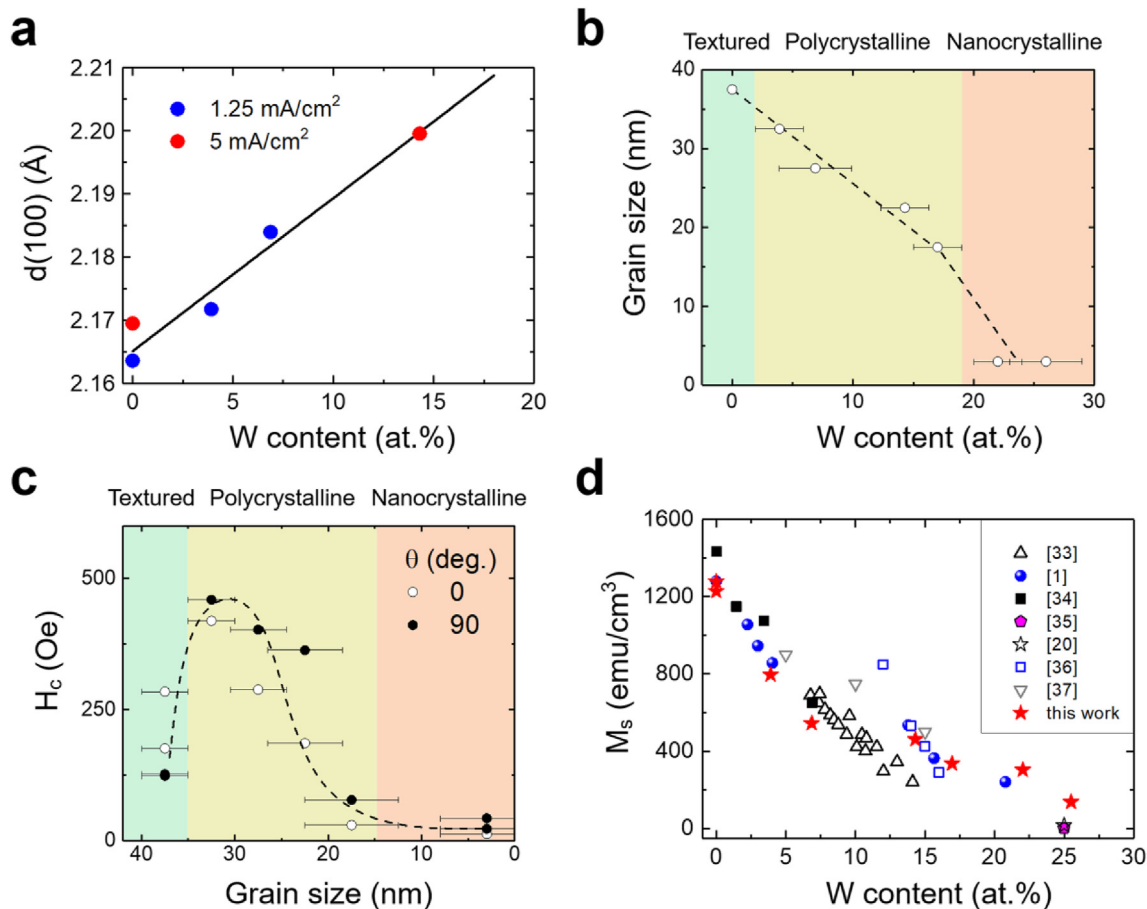 a
d(100) (Å)
2.21
2.20
2.19
2.18
2.17
2.16
1.25 mA/cm²
5 mA/cm²
0
5
10
15
20
W content (at.%)
b
Textured
Polycrystalline
Nanocrystalline
Grain size (nm)
40
30
20
10
0
0
10
20
30
W content (at.%)
c
Textured
Polycrystalline
Nanocrystalline
H_c (Oe)
500
250
0
θ (deg.)
0
90
40
30
20
10
0
Grain size (nm)
d
M_s (emu/cm³)
1600
1200
800
400
0
[33]
[1]
[34]
[35]
[20]
[36]
[37]
this work
0
5
10
15
20
25
30
W content (at.%)